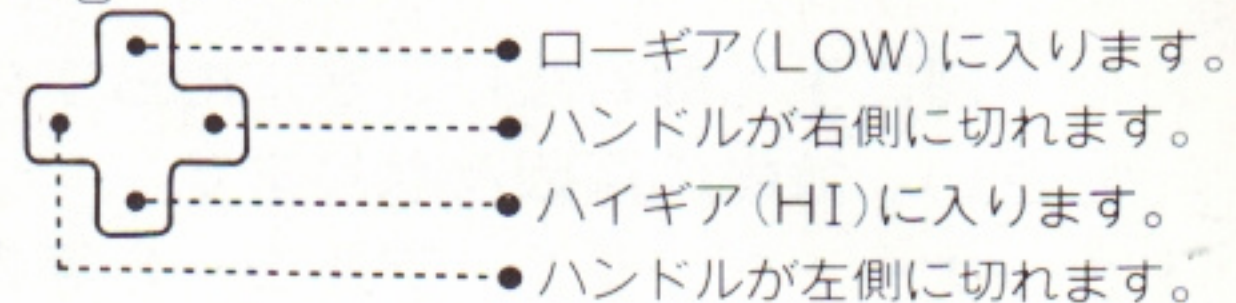 ローギア(LOW)に入ります。
ハンドルが右側に切れます。
ハイギア(HI)に入ります。
ハンドルが左側に切れます。